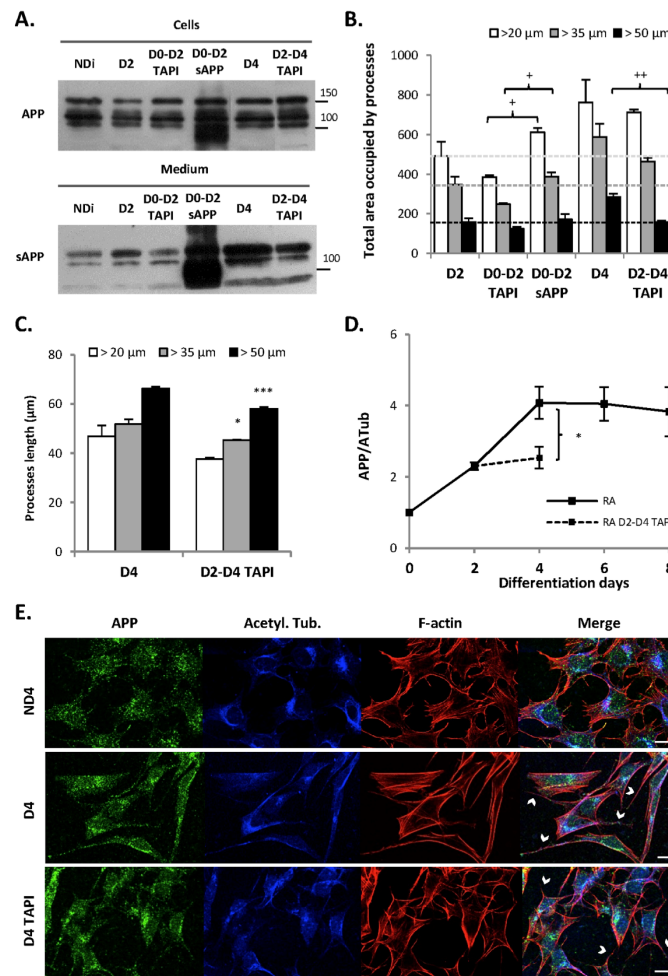 A.
Cells
NDi D2 D0-D2 TAPI D0-D2 sAPP D4 D2-D4 TAPI
APP
150
100
Medium
NDi D2 D0-D2 TAPI D0-D2 sAPP D4 D2-D4 TAPI
sAPP
100
B.
>20 µm > 35 µm > 50 µm
Total area occupied by processes
1000
800
600
400
200
0
+
+
++
D2 D0-D2 TAPI D0-D2 sAPP D4 D2-D4 TAPI
C.
> 20 µm > 35 µm > 50 µm
Processes length (µm)
80
60
40
20
0
*
***
D4 D2-D4 TAPI
D.
APP/ATub
6
4
2
0
*
RA
RA D2-D4 TAP
0 2 4 6 8
Differentiation days
E.
APP Acetyl. Tub. F-actin Merge
ND4
D4
D4 TAPI